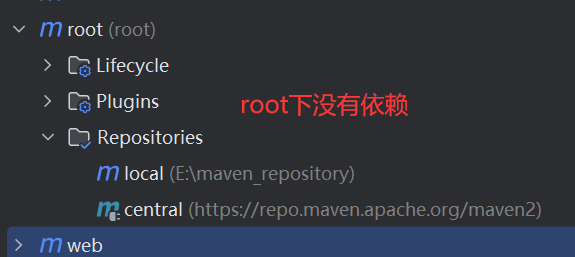 root (root)
Lifecycle
Plugins
root下没有依赖
Repositories
local (E:\maven_repository)
central (https://repo.maven.apache.org/maven2)
web